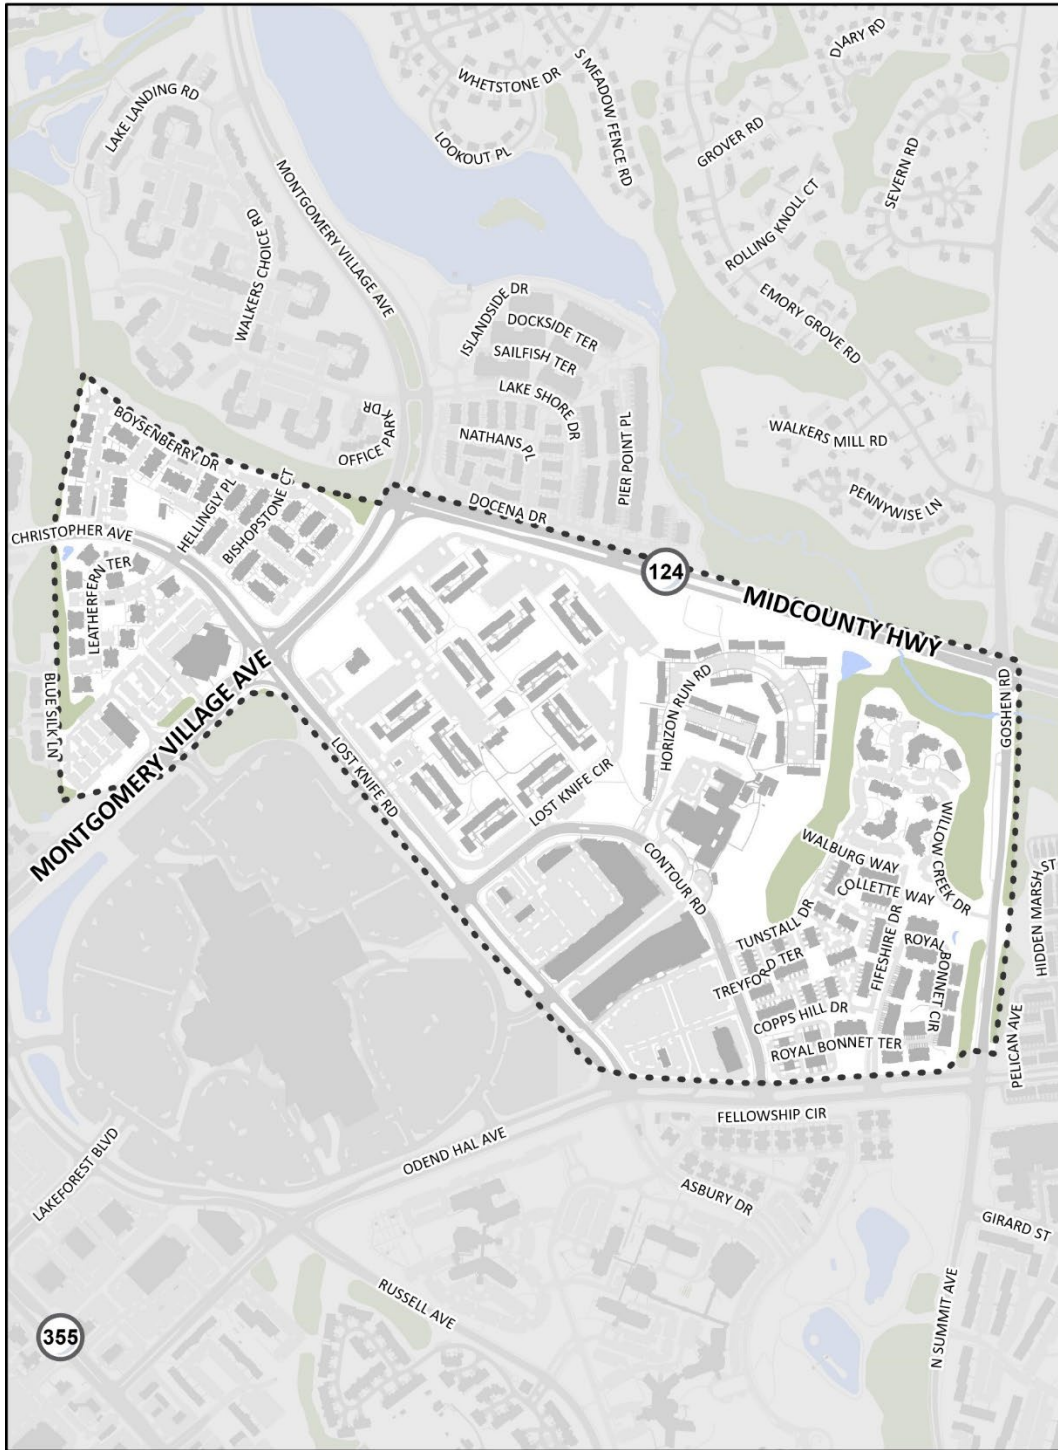 DIARY RD
WHETSTONE DR
S MEADOW FENCE RD
LAKE LANDING RD
LOOKOUT PL
GROVER RD
SEVERN RD
MONTGOMERY VILLAGE AVE
WALKERS CHOICE RD
ROLLING KNOLL CT
EMORY GROVE RD
ISLANDSIDE DR
DOCKSIDE TER
SAILFISH TER
LAKE SHORE DR
OFFICE PARK DR
NATHANS PL
PIER POINT PL
WALKERS MILL RD
PENNYWISE LN
BOYSENBERRY DR
HELLINGLY PL
BISHOPSTONE CT
DOCENA DR
CHRISTOPHER AVE
LEATHERFERN TER
124
MIDCOUNTY HWY
BLUE SILK LN
MONTGOMERY VILLAGE AVE
HORIZON RUN RD
GOSHEN RD
LOST KNIFE RD
LOST KNIFE CIR
WILLOW CREEK DR
WALBURG WAY
CONTOUR RD
COLLETTE WAY
HIDDEN MARSH ST
TUNSTALL DR
FIFESHIRE DR
ROYAL BONNET CIR
TREYFORD TER
COPPS HILL DR
ROYAL BONNET TER
PELICAN AVE
FELLOWSHIP CIR
ODEND HAL AVE
LAKEFOREST BLVD
ASBURY DR
GIRARD ST
RUSSELL AVE
N SUMMIT AVE
355